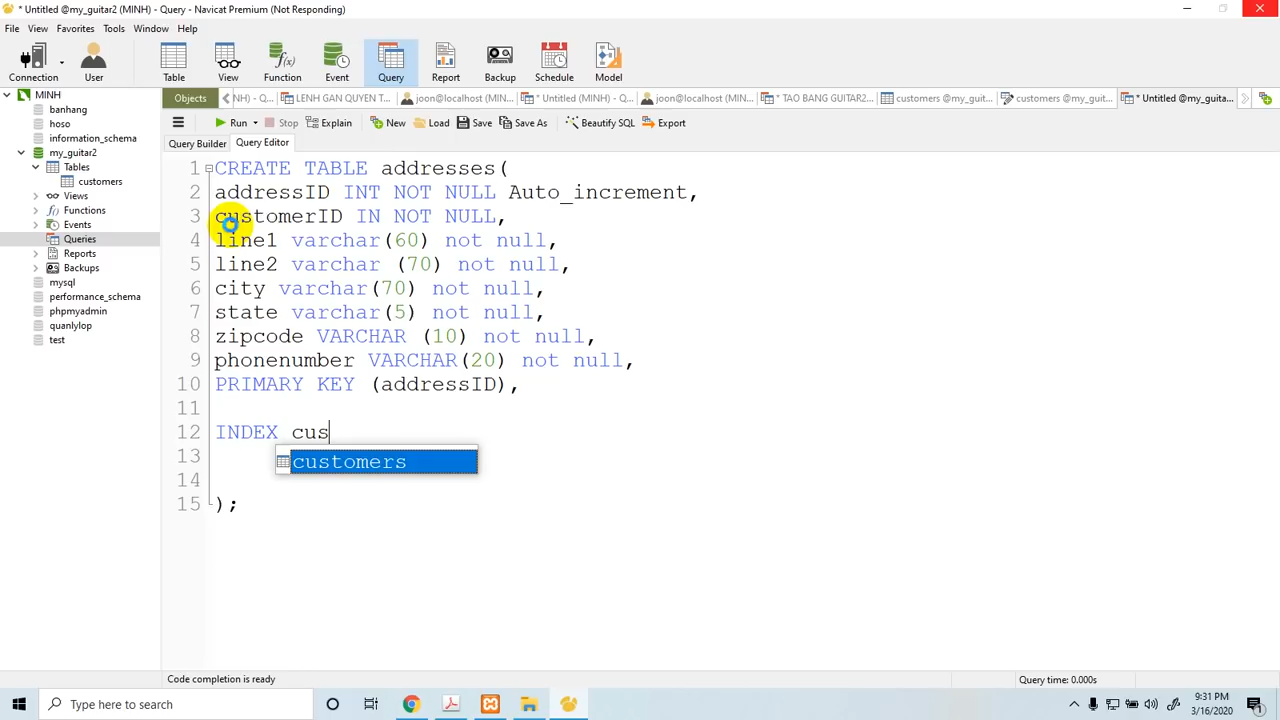 * Untitled @my_guitar2 (MINH) - Query - Navicat Premium (Not Responding)
File View Favorites Tools Window Help
Connection User Table View Function Event Query Report Backup Schedule Model
Objects NH) - Q... LENH GAN QUYEN T... joon@localhost (MIN... * Untitled (MINH) - Q... joon@localhost (MIN... * TAO BANG GUITAR2... customers @my_guit... customers @my_gu... * Untitled @my_guita...
Run Stop Explain New Load Save Save As Beautify SQL Export
Query Builder Query Editor
MINH
banhang
hoso
information_schema
my_guitar2
Tables
customers
Views
Functions
Events
Queries
Reports
Backups
mysql
performance_schema
phpmyadmin
quanlylop
test
1 CREATE TABLE addresses(
2 addressID INT NOT NULL Auto_increment,
3 customerID IN NOT NULL,
4 line1 varchar(60) not null,
5 line2 varchar (70) not null,
6 city varchar(70) not null,
7 state varchar(5) not null,
8 zipcode VARCHAR (10) not null,
9 phonenumber VARCHAR(20) not null,
10 PRIMARY KEY (addressID),
11
12 INDEX cus
13 customers
14
15 );
Code completion is ready Query time: 0.000s
Type here to search
9:31 PM
3/16/2020
1